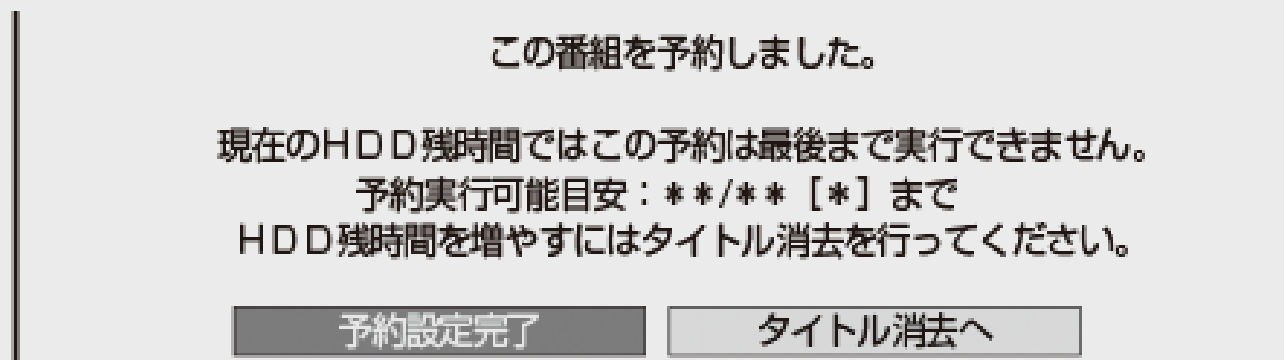 この番組を予約しました。
現在のＨＤＤ残時間ではこの予約は最後まで実行できません。
予約実行可能目安：＊＊/＊＊［＊］まで
ＨＤＤ残時間を増やすにはタイトル消去を行ってください。
予約設定完了　タイトル消去へ